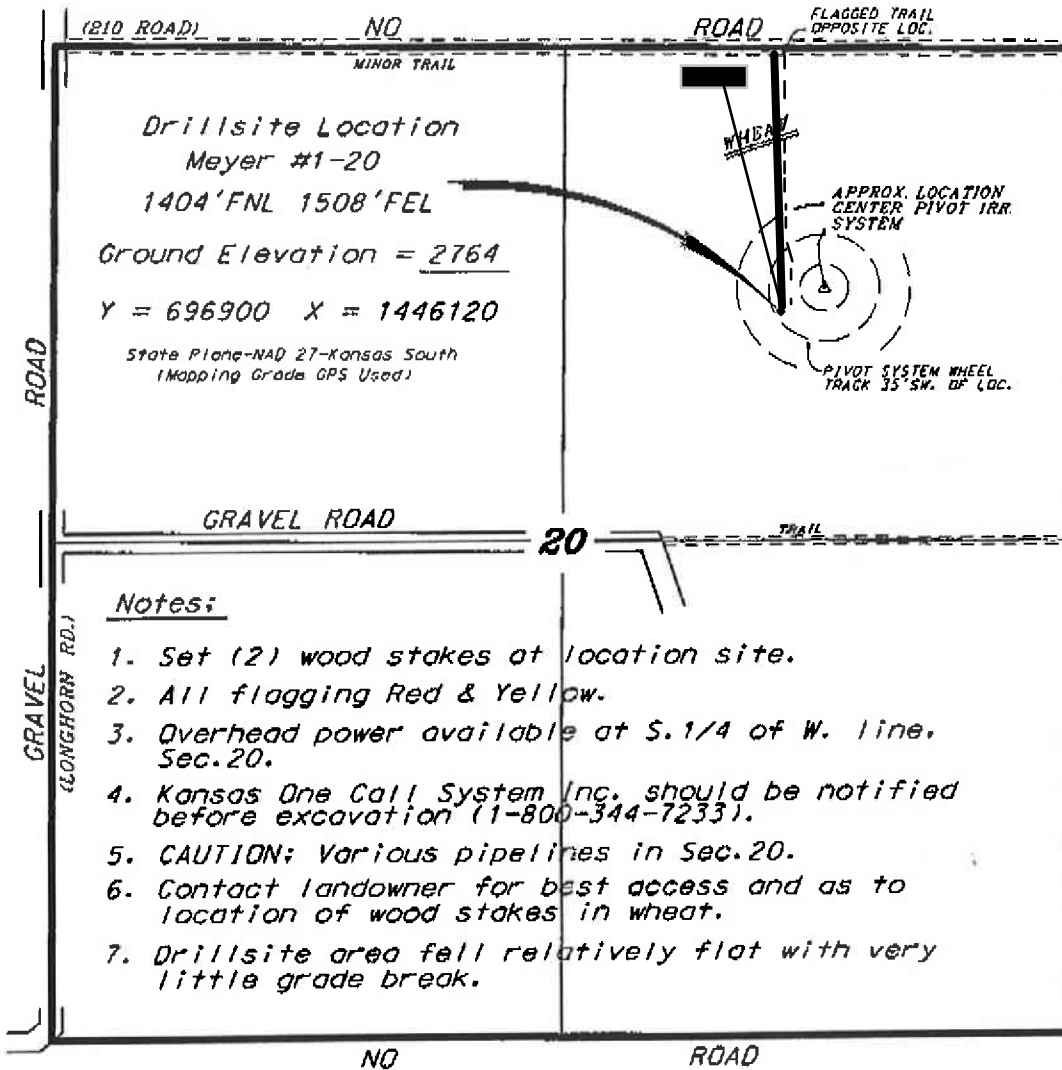 (210 ROAD) NO ROAD
FLAGGED TRAIL
OPPOSITE LOC.
MINOR TRAIL
Drillsite Location
Meyer #1-20
1404'FNL 1508'FEL
Ground Elevation = 2764
Y = 696900 X = 1446120
State Plane-NAD 27-Kansas South
(Mapping Grade GPS Used)
WHEAT
APPROX. LOCATION
CENTER PIVOT IRR.
SYSTEM
PIVOT SYSTEM WHEEL
TRACK 35'SW. OF LOC.
ROAD
GRAVEL ROAD
20
TRAIL
GRAVEL
(LONGHORN RD.)
Notes:
1. Set (2) wood stakes at location site.
2. All flagging Red & Yellow.
3. Overhead power available at S.1/4 of W. line.
Sec.20.
4. Kansas One Call System Inc. should be notified
before excavation (1-800-344-7233).
5. CAUTION: Various pipelines in Sec.20.
6. Contact landowner for best access and as to
location of wood stakes in wheat.
7. Drillsite area fell relatively flat with very
little grade break.
NO ROAD